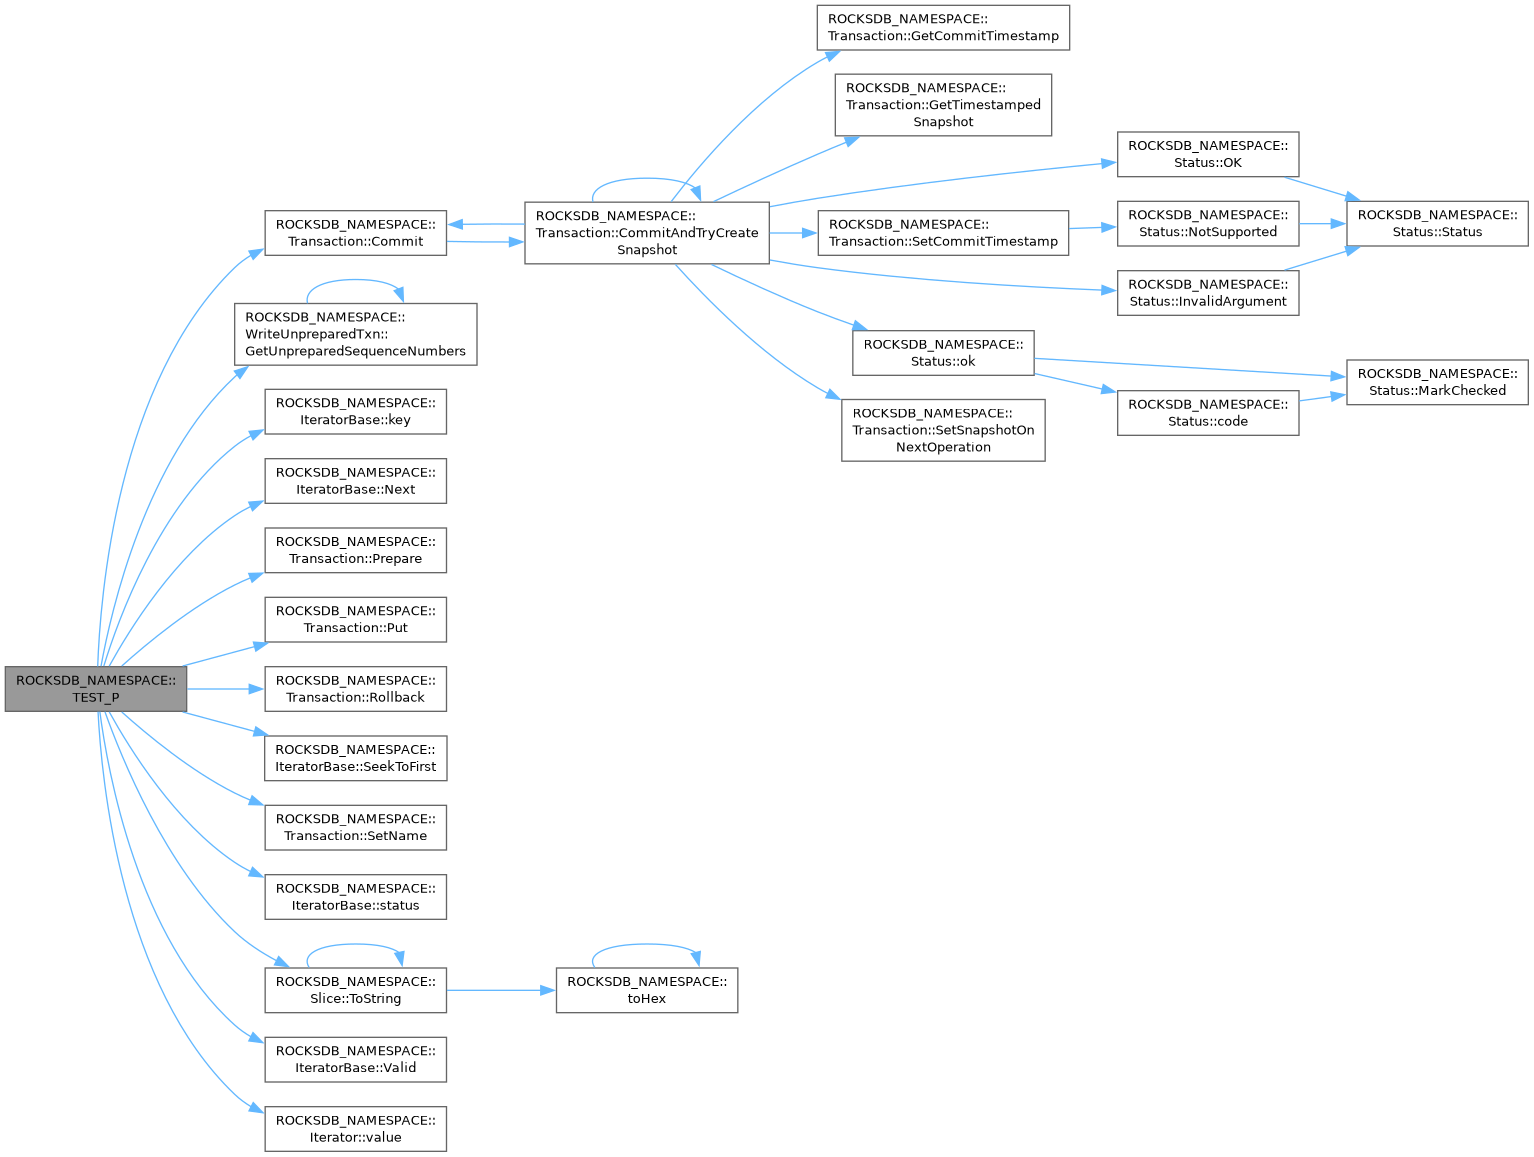 ROCKSDB_NAMESPACE::
TEST_P
ROCKSDB_NAMESPACE::
Transaction::Commit
ROCKSDB_NAMESPACE::
WriteUnpreparedTxn::
GetUnpreparedSequenceNumbers
ROCKSDB_NAMESPACE::
IteratorBase::key
ROCKSDB_NAMESPACE::
IteratorBase::Next
ROCKSDB_NAMESPACE::
Transaction::Prepare
ROCKSDB_NAMESPACE::
Transaction::Put
ROCKSDB_NAMESPACE::
Transaction::Rollback
ROCKSDB_NAMESPACE::
IteratorBase::SeekToFirst
ROCKSDB_NAMESPACE::
Transaction::SetName
ROCKSDB_NAMESPACE::
IteratorBase::status
ROCKSDB_NAMESPACE::
Slice::ToString
ROCKSDB_NAMESPACE::
IteratorBase::Valid
ROCKSDB_NAMESPACE::
Iterator::value
ROCKSDB_NAMESPACE::
Transaction::CommitAndTryCreate
Snapshot
ROCKSDB_NAMESPACE::
toHex
ROCKSDB_NAMESPACE::
Transaction::GetCommitTimestamp
ROCKSDB_NAMESPACE::
Transaction::GetTimestamped
Snapshot
ROCKSDB_NAMESPACE::
Transaction::SetCommitTimestamp
ROCKSDB_NAMESPACE::
Status::ok
ROCKSDB_NAMESPACE::
Transaction::SetSnapshotOn
NextOperation
ROCKSDB_NAMESPACE::
Status::OK
ROCKSDB_NAMESPACE::
Status::NotSupported
ROCKSDB_NAMESPACE::
Status::InvalidArgument
ROCKSDB_NAMESPACE::
Status::code
ROCKSDB_NAMESPACE::
Status::Status
ROCKSDB_NAMESPACE::
Status::MarkChecked